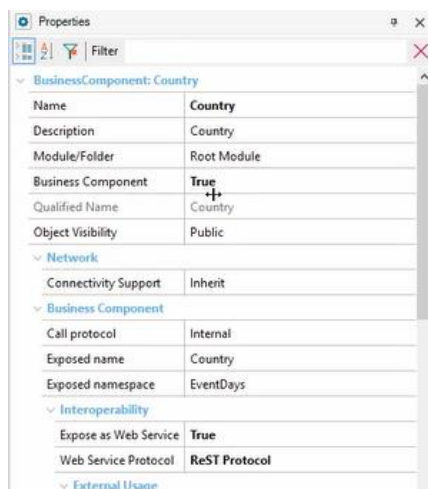 Properties
Filter
BusinessComponent: Country
Name Country
Description Country
Module/Folder Root Module
Business Component True
Qualified Name Country
Object Visibility Public
Network
Connectivity Support Inherit
Business Component
Call protocol Internal
Exposed name Country
Exposed namespace EventDays
Interoperability
Expose as Web Service True
Web Service Protocol ReST Protocol
External Usage